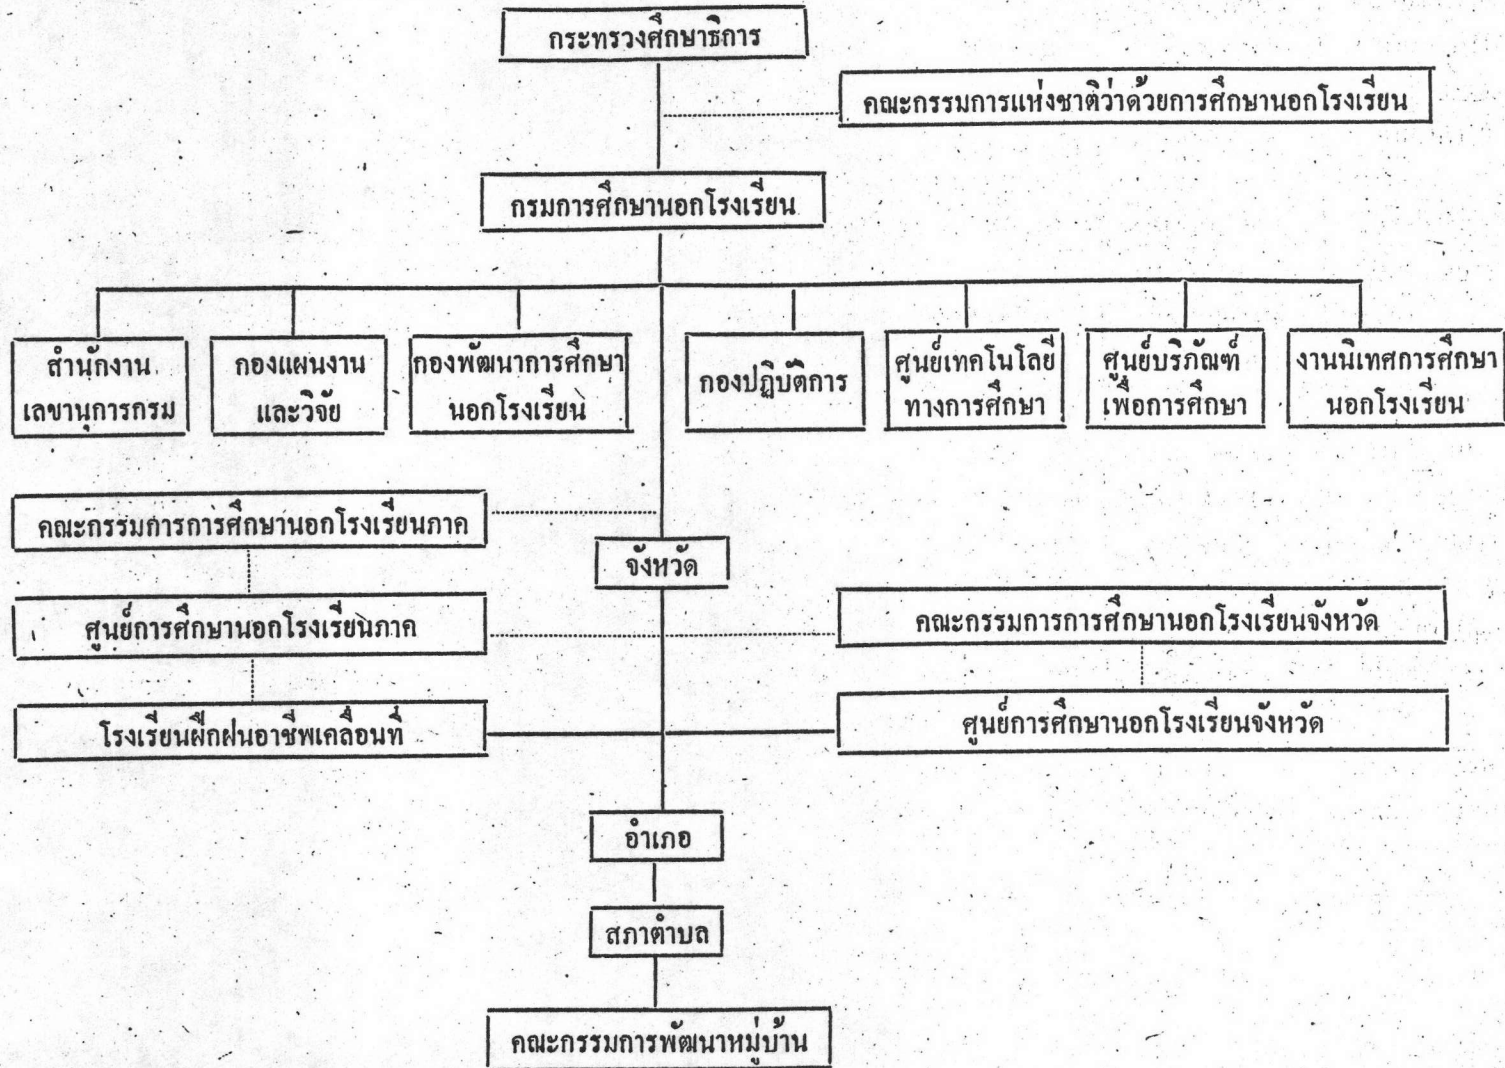 กระทรวงศึกษาธิการ
คณะกรรมการแห่งชาติว่าด้วยการศึกษานอกโรงเรียน
กรมการศึกษานอกโรงเรียน
สำนักงาน
เลขานุการกรม
กองแผนงาน
และวิจัย
กองพัฒนาการศึกษา
นอกโรงเรียน
กองปฏิบัติการ
ศูนย์เทคโนโลยี
ทางการศึกษา
ศูนย์บริภัณฑ์
เพื่อการศึกษา
งานนิเทศการศึกษา
นอกโรงเรียน
คณะกรรมการการศึกษานอกโรงเรียนภาค
จังหวัด
ศูนย์การศึกษานอกโรงเรียนภาค
คณะกรรมการการศึกษานอกโรงเรียนจังหวัด
โรงเรียนฝึกฝนอาชีพเคลื่อนที่
ศูนย์การศึกษานอกโรงเรียนจังหวัด
อำเภอ
สภาตำบล
คณะกรรมการพัฒนาหมู่บ้าน